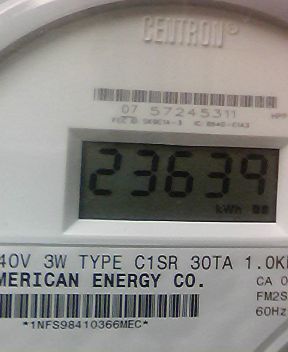 CENTRON®
07 57245311
23639
kWh
40V 3W TYPE C1SR 30TA 1.0K
MERICAN ENERGY CO.
CA 0
FM2S
60Hz
*1NFS98410366MEC*